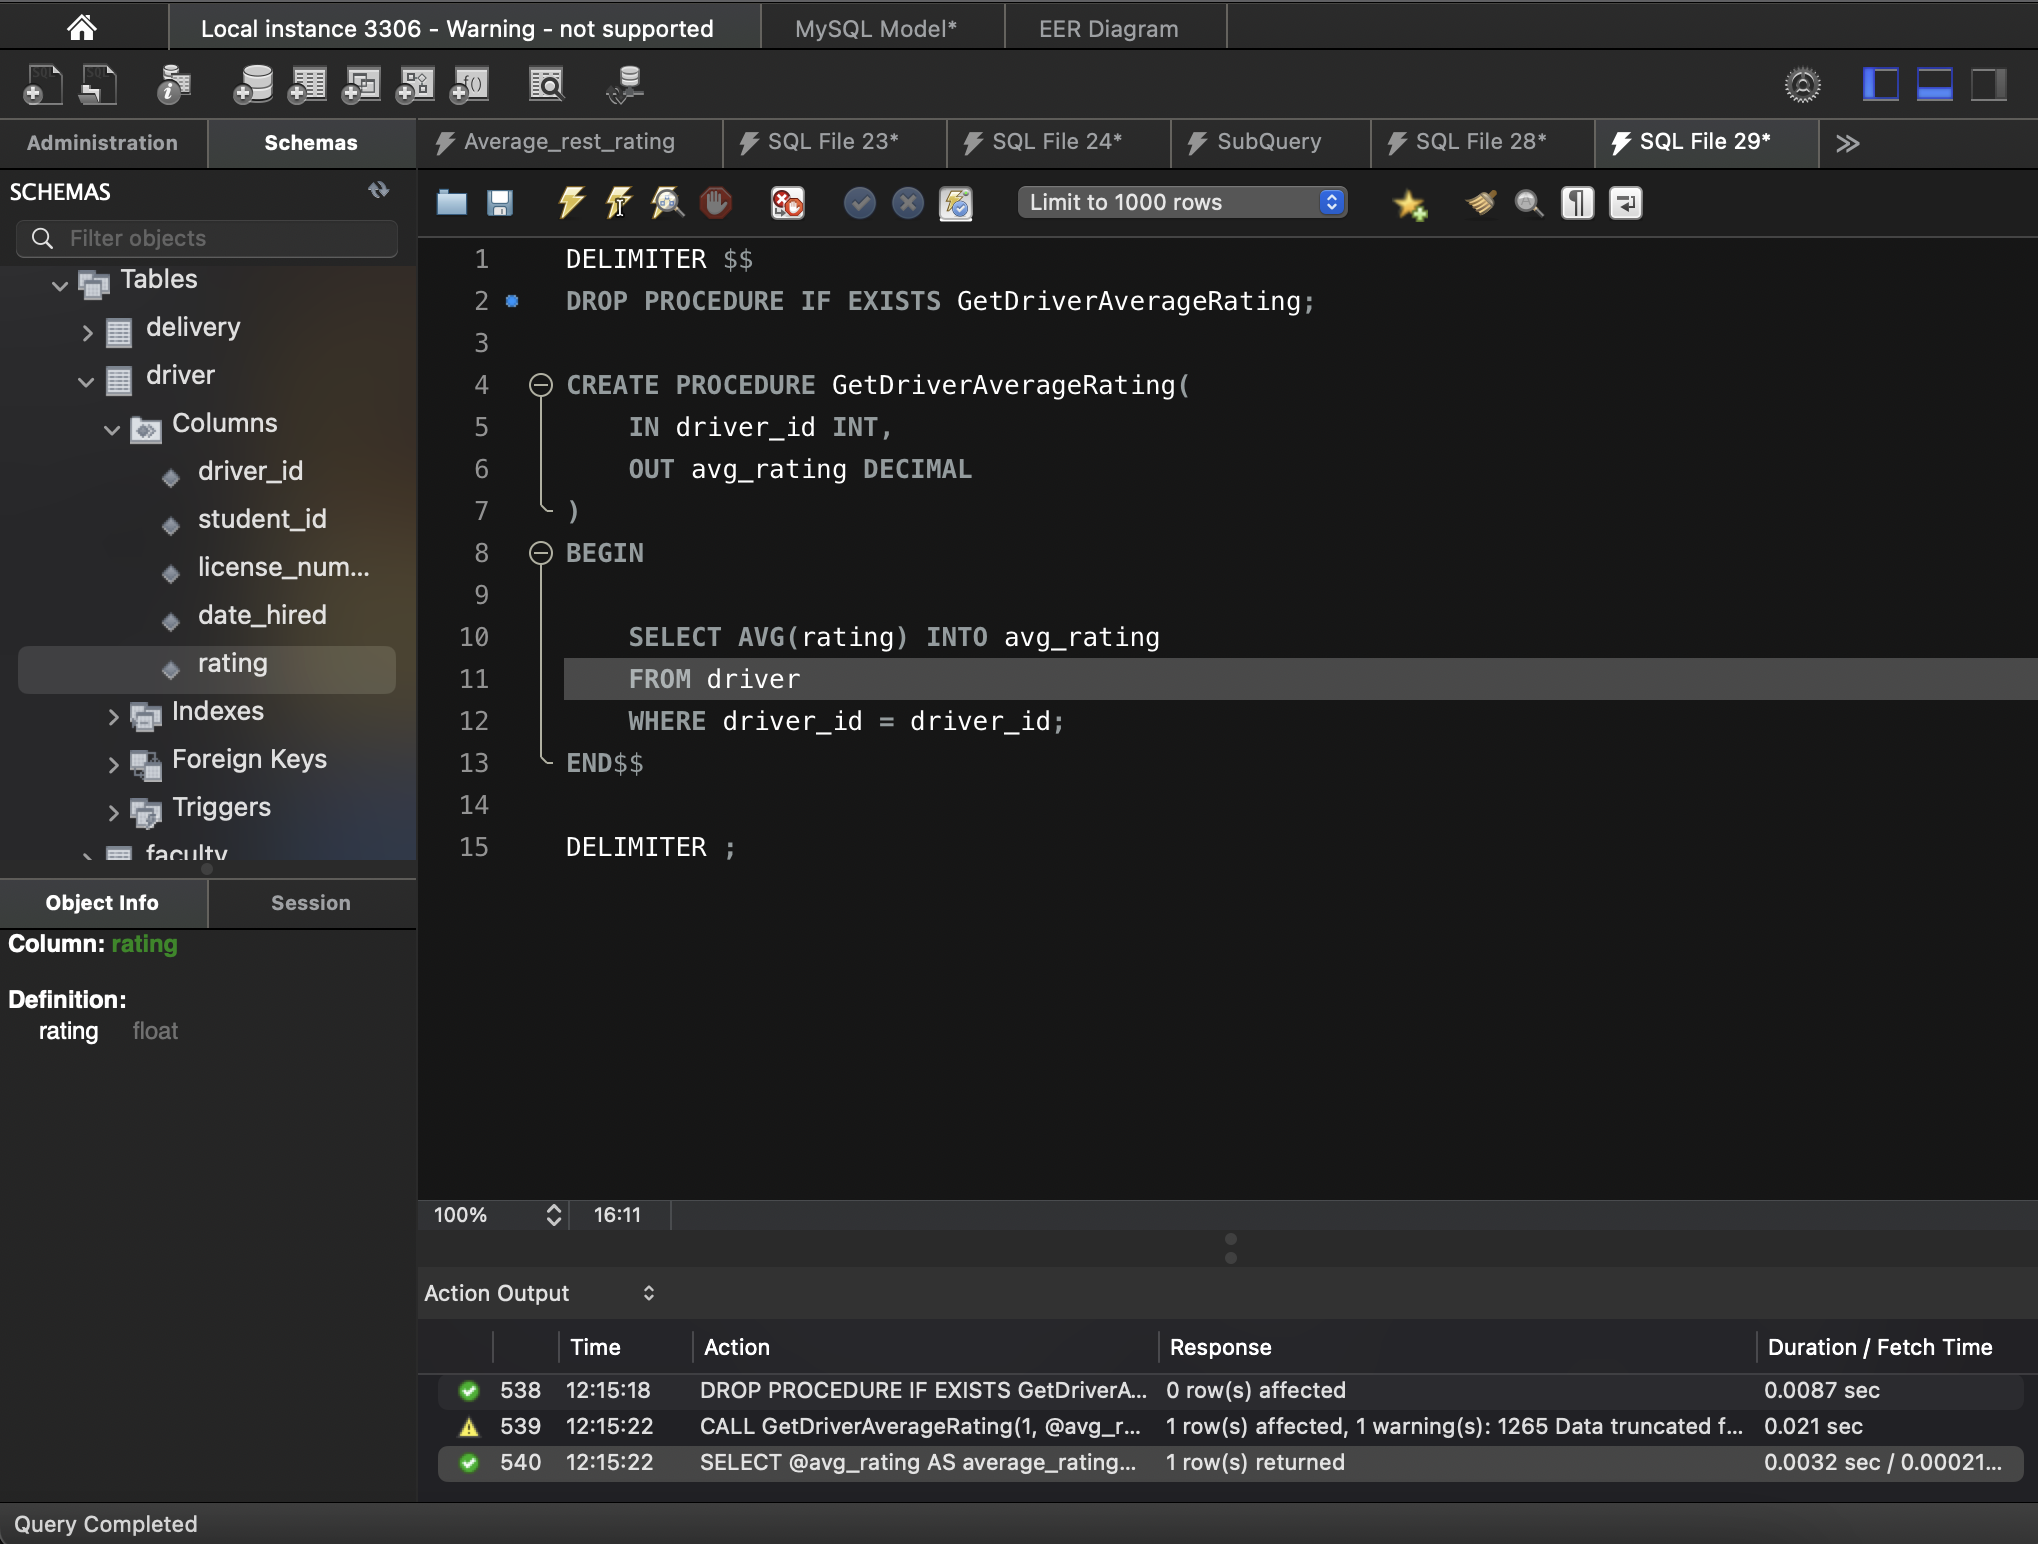 Local instance 3306 - Warning - not supported
MySQL Model*
EER Diagram
Administration
Schemas
Average_rest_rating
SQL File 23*
SQL File 24*
SubQuery
SQL File 28*
SQL File 29*
SCHEMAS
Limit to 1000 rows
Filter objects
Tables
delivery
driver
Columns
driver_id
student_id
license_num...
date_hired
rating
Indexes
Foreign Keys
Triggers
faculty
1 DELIMITER $$
2 DROP PROCEDURE IF EXISTS GetDriverAverageRating;
3
4 CREATE PROCEDURE GetDriverAverageRating(
5 IN driver_id INT,
6 OUT avg_rating DECIMAL
7 )
8 BEGIN
9
10 SELECT AVG(rating) INTO avg_rating
11 FROM driver
12 WHERE driver_id = driver_id;
13 END$$
14
15 DELIMITER ;
Object Info
Session
Column: rating
Definition:
rating float
100%
16:11
Action Output
Time Action Response Duration / Fetch Time
538 12:15:18 DROP PROCEDURE IF EXISTS GetDriverA... 0 row(s) affected 0.0087 sec
539 12:15:22 CALL GetDriverAverageRating(1, @avg_r... 1 row(s) affected, 1 warning(s): 1265 Data truncated f... 0.021 sec
540 12:15:22 SELECT @avg_rating AS average_rating... 1 row(s) returned 0.0032 sec / 0.00021...
Query Completed